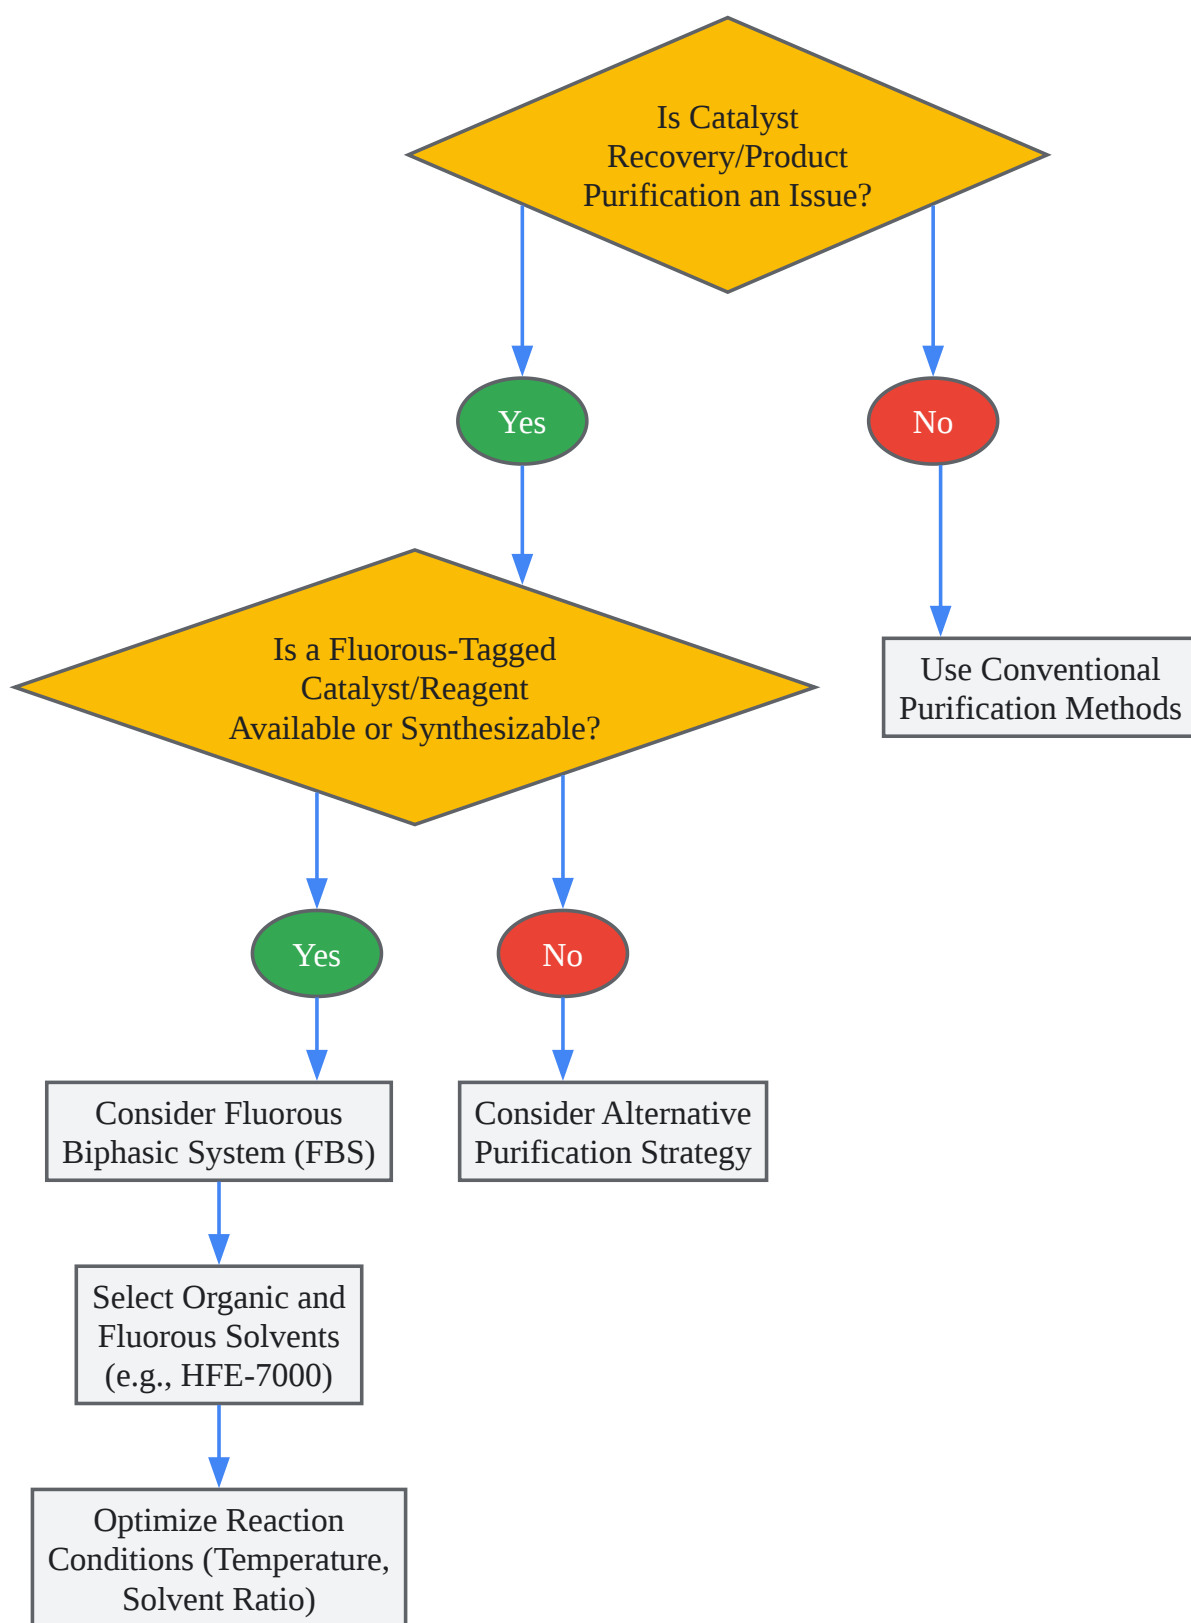 Is Catalyst
Recovery/Product
Purification an Issue?
Yes
No
Is a Fluorous-Tagged
Catalyst/Reagent
Available or Synthesizable?
Use Conventional
Purification Methods
Yes
No
Consider Fluorous
Biphasic System (FBS)
Consider Alternative
Purification Strategy
Select Organic and
Fluorous Solvents
(e.g., HFE-7000)
Optimize Reaction
Conditions (Temperature,
Solvent Ratio)